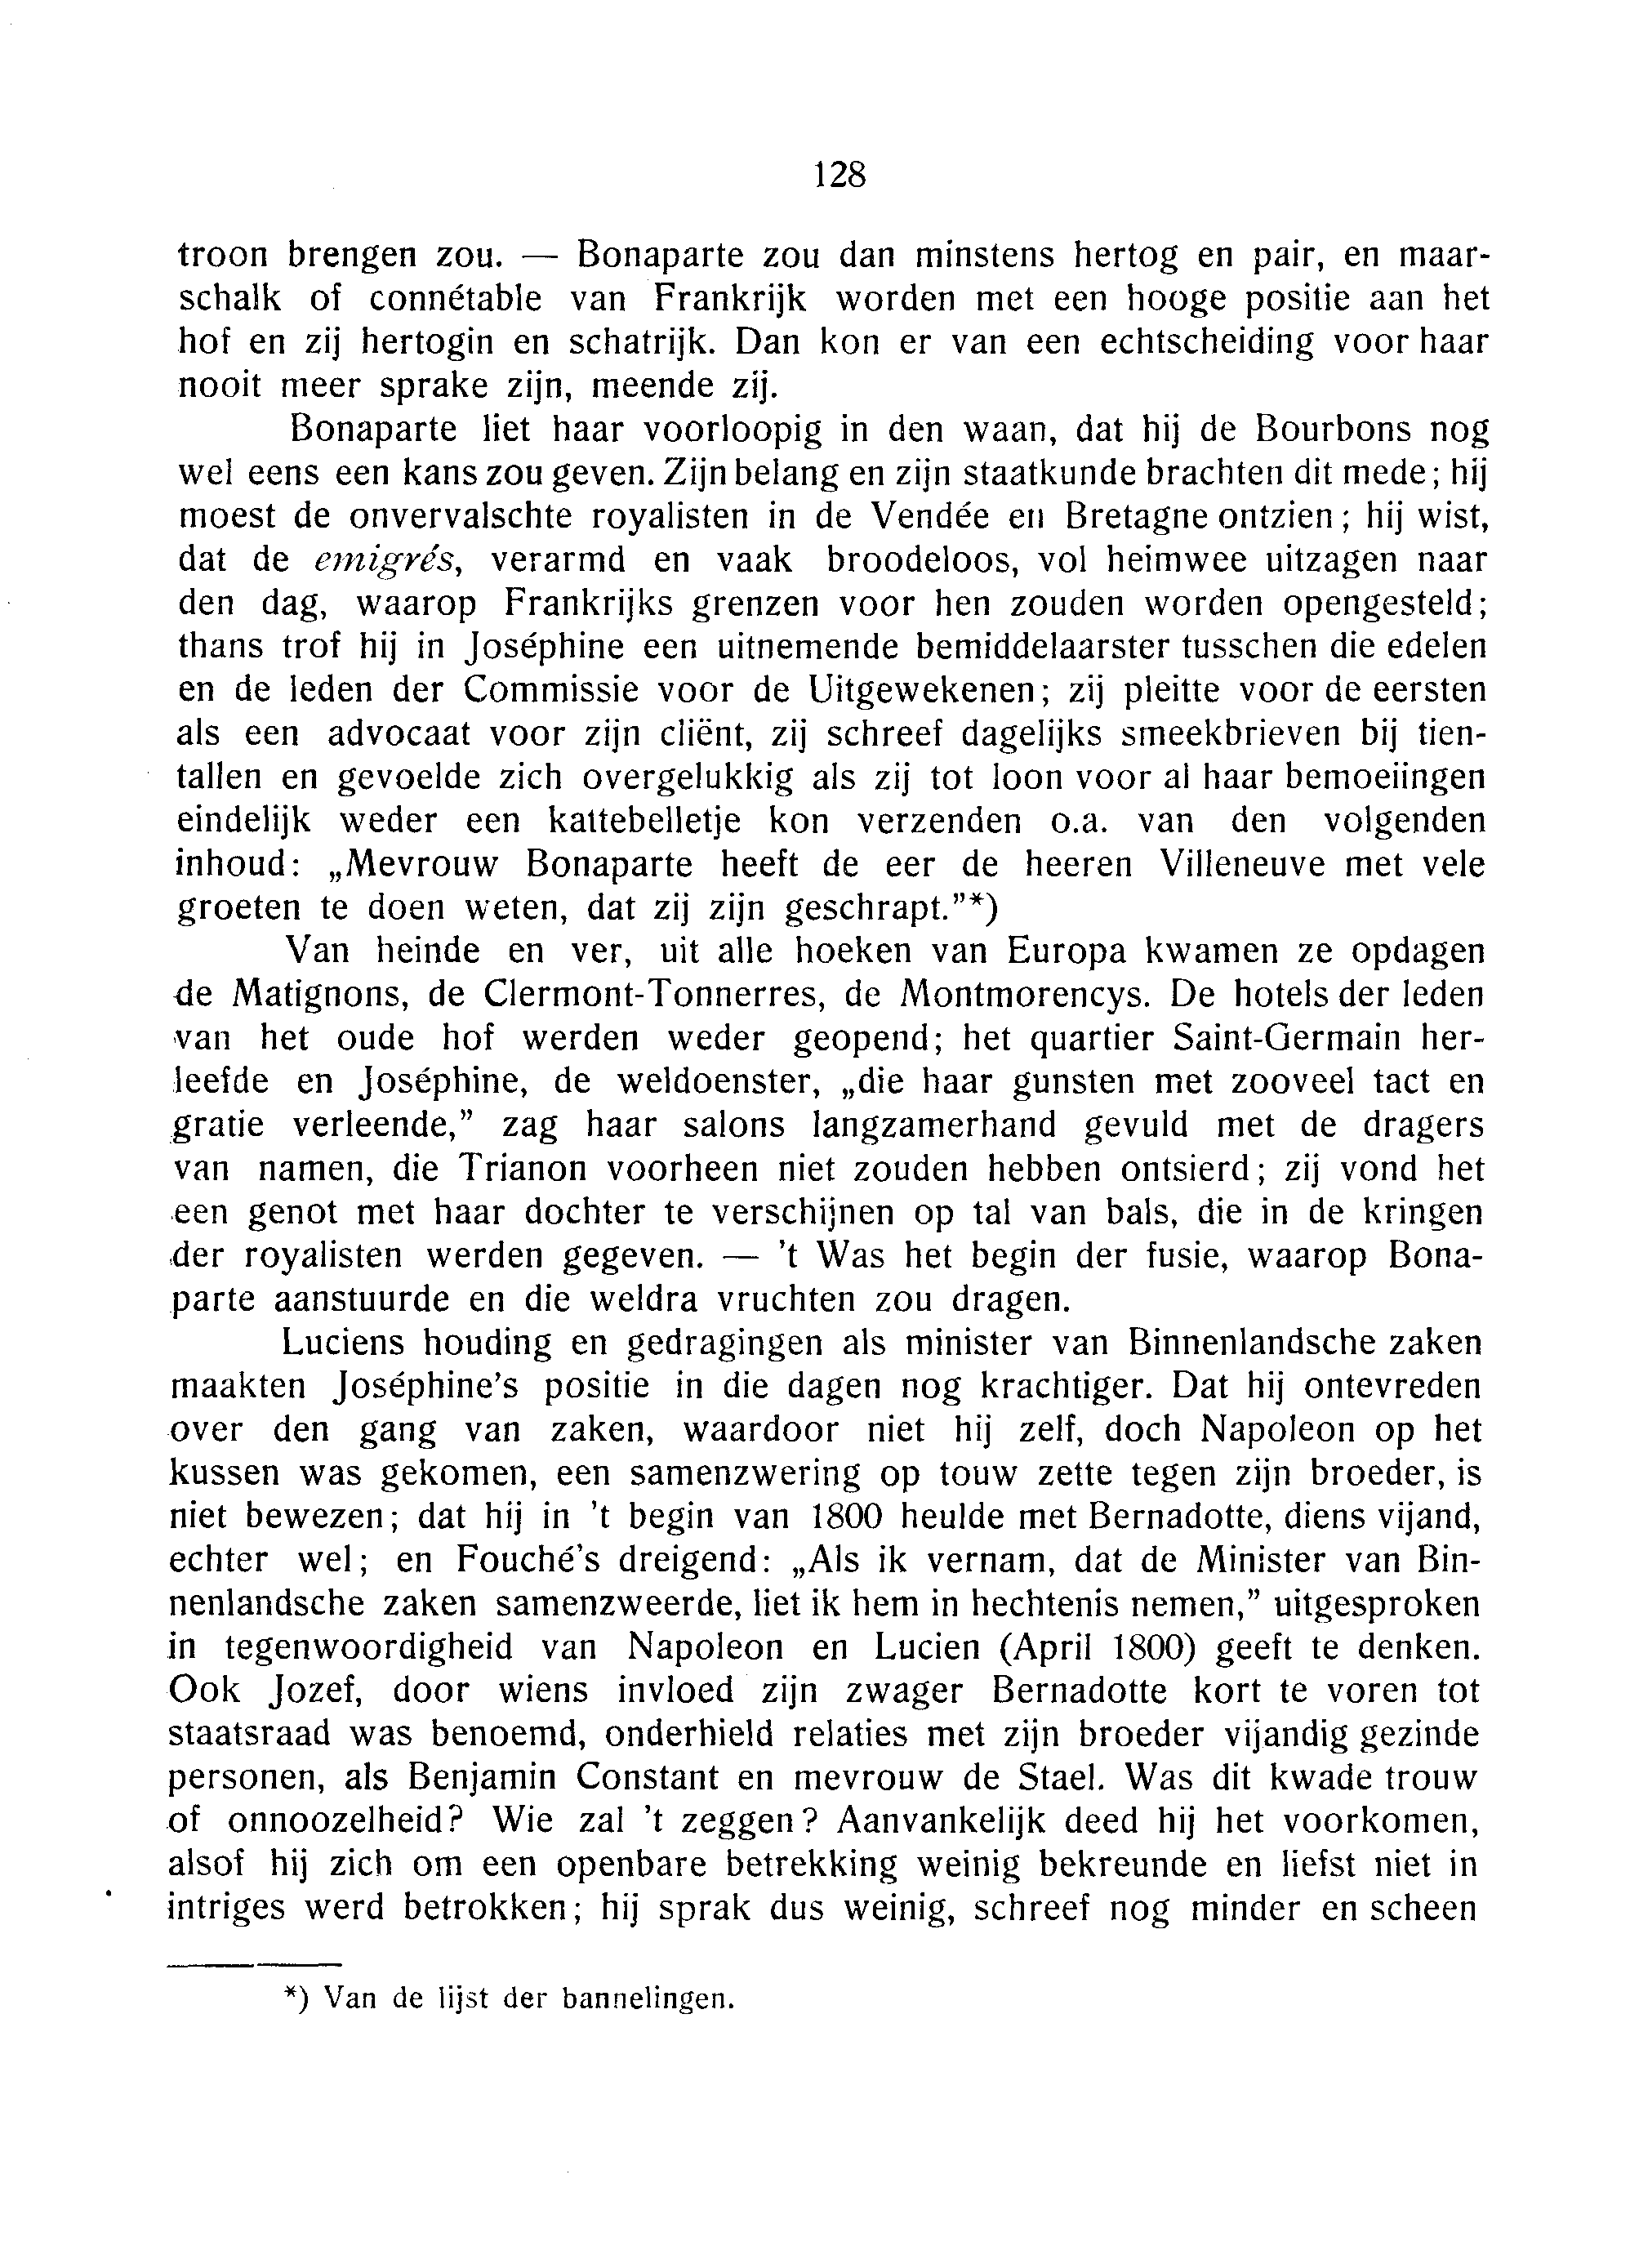 128
troon brengen zou. — Bonaparte zou dan minstens hertog en pair, en maar-
schalk of connétable van Frankrijk worden met een hooge positie aan het
hof en zij hertogin en schatrijk. Dan kon er van een echtscheiding voor haar
nooit meer sprake zijn, meende zij.
Bonaparte liet haar voorloopig in den waan, dat hij de Bourbons nog
wel eens een kans zou geven. Zijn belang en zijn staatkunde brachten dit mede; hij
moest de onvervalschte royalisten in de Vendée en Bretagne ontzien; hij wist,
dat de emigrés, verarmd en vaak broodeloos, vol heimwee uitzagen naar
den dag, waarop Frankrijks grenzen voor hen zouden worden opengesteld;
thans trof hij in Joséphine een uitnemende bemiddelaarster tusschen die edelen
en de leden der Commissie voor de Uitgewekenen; zij pleitte voor de eersten
als een advocaat voor zijn cliënt, zij schreef dagelijks smeekbrieven bij tien-
tallen en gevoelde zich overgelukkig als zij tot loon voor al haar bemoeiingen
eindelijk weder een kattebelletje kon verzenden o.a. van den volgenden
inhoud: „Mevrouw Bonaparte heeft de eer de heeren Villeneuve met vele
groeten te doen weten, dat zij zijn geschrapt.”*)
Van heinde en ver, uit alle hoeken van Europa kwamen ze opdagen
de Matignons, de Clermont-Tonnerres, de Montmorencys. De hotels der leden
van het oude hof werden weder geopend; het quartier Saint-Germain her-
leefde en Joséphine, de weldoenster, „die haar gunsten met zooveel tact en
gratie verleende,” zag haar salons langzamerhand gevuld met de dragers
van namen, die Trianon voorheen niet zouden hebben ontsierd; zij vond het
een genot met haar dochter te verschijnen op tal van bals, die in de kringen
der royalisten werden gegeven. — ’t Was het begin der fusie, waarop Bona-
parte aanstuurde en die weldra vruchten zou dragen.
Luciens houding en gedragingen als minister van Binnenlandsche zaken
maakten Joséphine’s positie in die dagen nog krachtiger. Dat hij ontevreden
over den gang van zaken, waardoor niet hij zelf, doch Napoleon op het
kussen was gekomen, een samenzwering op touw zette tegen zijn broeder, is
niet bewezen; dat hij in ’t begin van 1800 heulde met Bernadotte, diens vijand,
echter wel; en Fouché’s dreigend: „Als ik vernam, dat de Minister van Bin-
nenlandsche zaken samenzweerde, liet ik hem in hechtenis nemen,” uitgesproken
in tegenwoordigheid van Napoleon en Lucien (April 1800) geeft te denken.
Ook Jozef, door wiens invloed zijn zwager Bernadotte kort te voren tot
staatsraad was benoemd, onderhield relaties met zijn broeder vijandig gezinde
personen, als Benjamin Constant en mevrouw de Stael. Was dit kwade trouw
of onnoozelheid? Wie zal ’t zeggen? Aanvankelijk deed hij het voorkomen,
alsof hij zich om een openbare betrekking weinig bekreunde en liefst niet in
intriges werd betrokken; hij sprak dus weinig, schreef nog minder en scheen
*) Van de lijst der bannelingen.